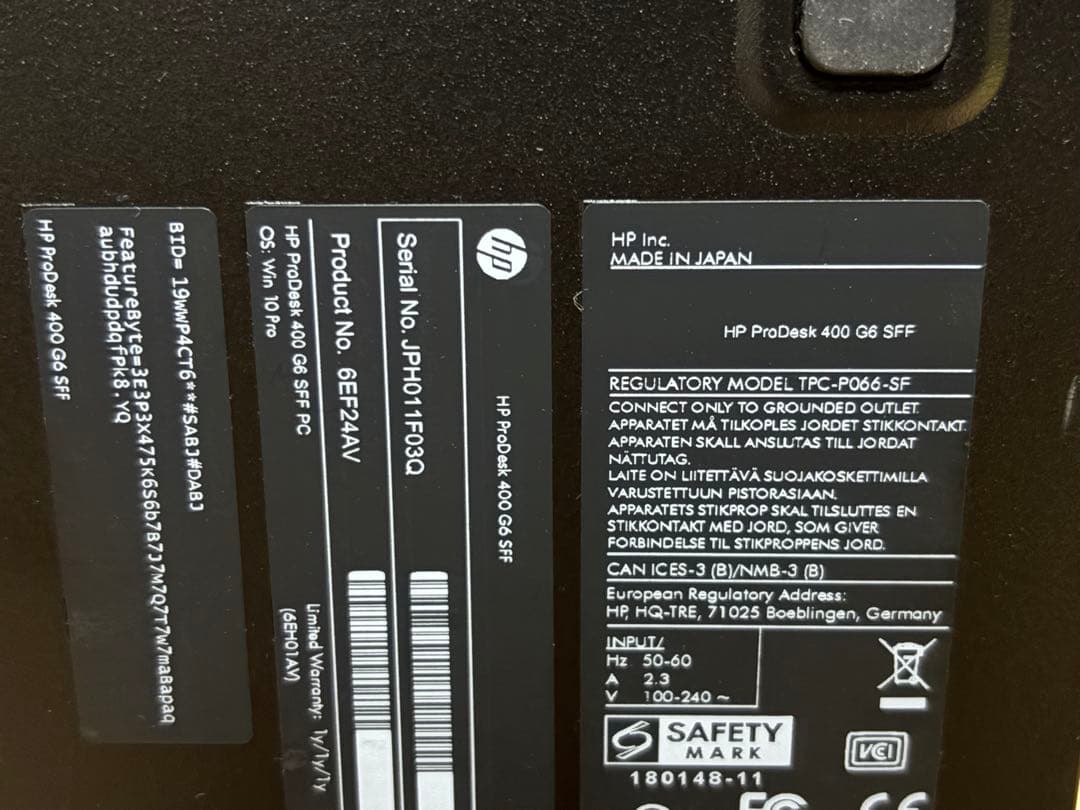 BID= 19WWP4CT6**#SABJ#DABJ
FeatureByte=3E3P3X475K6S6b7B7J7M7Q7T7W7maBapaq
aubhdudpdqfPk8.YQ
HP ProDesk 400 G6 SFF
hp
HP ProDesk 400 G6 SFF
Serial No. JPH011F03Q
Product No. 6EF24AV
HP ProDesk 400 G6 SFF PC
OS: Win 10 Pro
Limited Warranty: 1y/1y/1y
(6EH01AV)
HP Inc.
MADE IN JAPAN
HP ProDesk 400 G6 SFF
REGULATORY MODEL TPC-P066-SF
CONNECT ONLY TO GROUNDED OUTLET.
APPARATET MÅ TILKOPLES JORDET STIKKONTAKT.
APPARATEN SKALL ANSLUTAS TILL JORDAT
NÄTTUTAG.
LAITE ON LIITETTÄVÄ SUOJAKOSKETTIMILLA
VARUSTETTUUN PISTORASIAAN.
APPARATETS STIKPROP SKAL TILSLUTTES EN
STIKKONTAKT MED JORD, SOM GIVER
FORBINDELSE TIL STIKPROPPENS JORD.
CAN ICES-3 (B)/NMB-3 (B)
European Regulatory Address:
HP, HQ-TRE, 71025 Boeblingen, Germany
INPUT/
Hz 50-60
A 2.3
V 100-240 ~
SAFETY
MARK
180148-11
VCI
FC CE